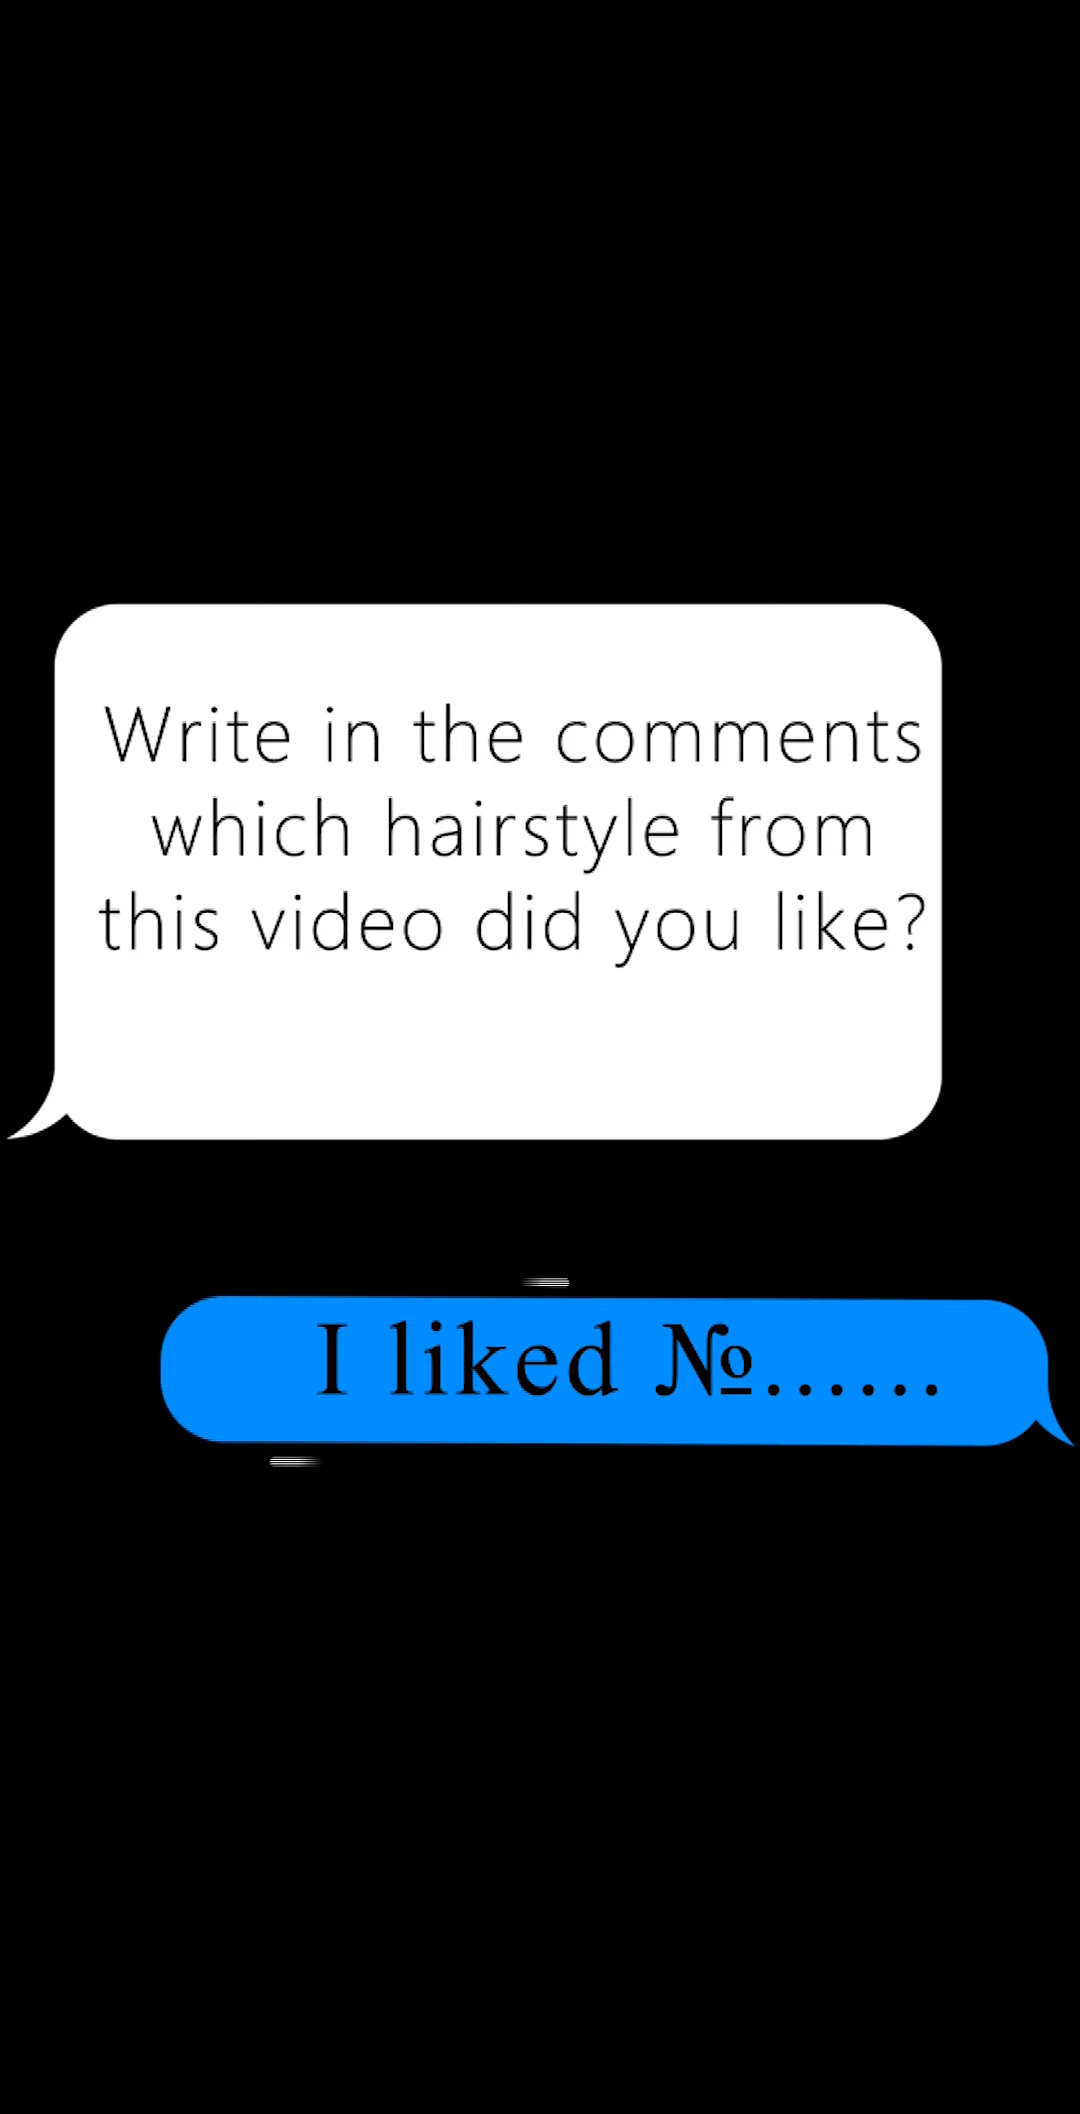 Write in the comments
which hairstyle from
this video did you like?
I liked №......